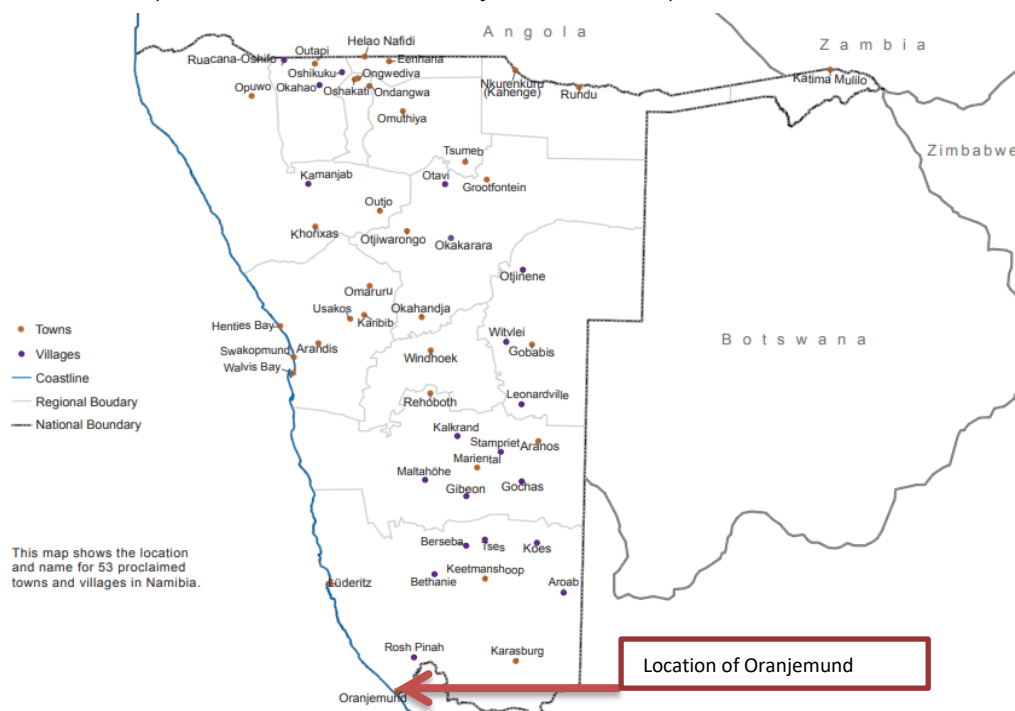 Angola
Zambia
Helao Nafidi
Outapi
Eenhana
Ruacana-Oshifo
Oshikuku
Ongwediva
Opuwo
Okahao
Oshakati
Ondangwa
Nkurenkuru
(Kahenge)
Rundu
Katima Mulilo
Omuthiya
Zimbabwe
Tsumeb
Kamanjab
Otavi
Grootfontein
Outjo
Khorixas
Otjiwarongo
Okakarara
Otjinene
Omaruru
Usakos
Karibib
Okahandja
Towns
Henties Bay
Witvlei
Gobabis
Botswana
Villages
Swakopmund
Arandis
Windhoek
Coastline
Walvis Bay
Regional Boudary
Rehoboth
Leonardville
National Boundary
Kalkrand
Stampriet
Aranos
Mariental
Maltahöhe
Gibeon
Gochas
Berseba
Tses
Koës
This map shows the location
and name for 53 proclaimed
towns and villages in Namibia.
Lüderitz
Bethanie
Keetmanshoop
Aroab
Rosh Pinah
Karasburg
Location of Oranjemund
Oranjemund